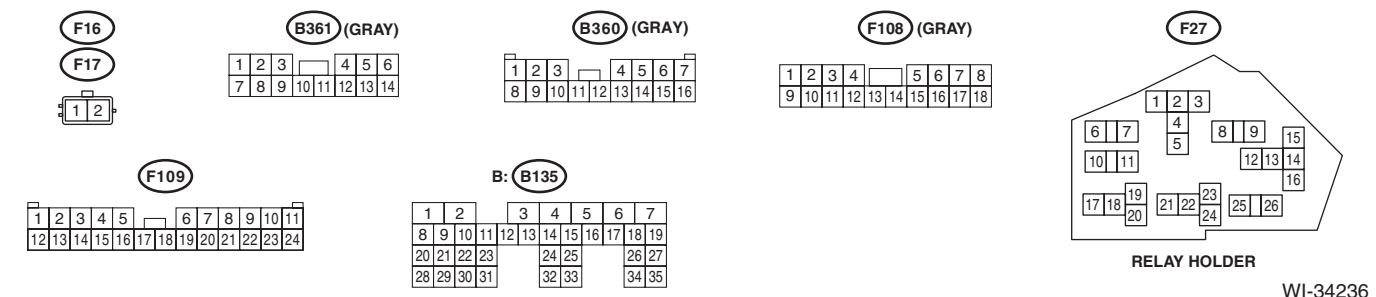 F16
F17
1 2
B361 (GRAY)
1 2 3 4 5 6
7 8 9 10 11 12 13 14
B360 (GRAY)
1 2 3 4 5 6 7
8 9 10 11 12 13 14 15 16
F108 (GRAY)
1 2 3 4 5 6 7 8
9 10 11 12 13 14 15 16 17 18
F27
1 2 3
4
5
6 7
8 9
15
10 11
12 13 14
16
17 18 19
20
21 22 23
24
25 26
RELAY HOLDER
F109
1 2 3 4 5 6 7 8 9 10 11
12 13 14 15 16 17 18 19 20 21 22 23 24
B: B135
1 2 3 4 5 6 7
8 9 10 11 12 13 14 15 16 17 18 19
20 21 22 23 24 25 26 27
28 29 30 31 32 33 34 35
WI-34236